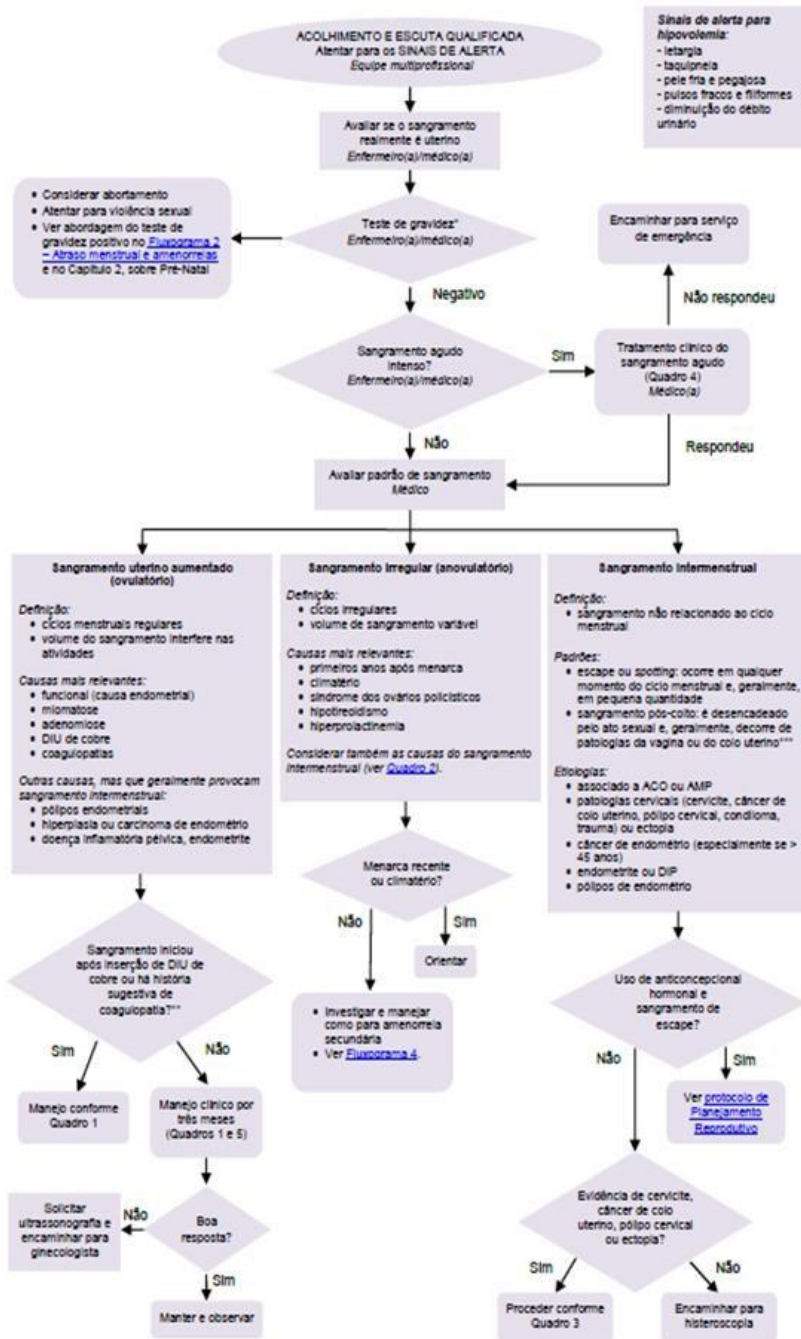 ACOLHIMENTO E ESCUTA QUALIFICADA
Atentar para os SINAIS DE ALERTA
Equipe multiprofissional
Sinais de alerta para
hipovolemia:
- letargia
- taquipneia
- pele fria e pegajosa
- pulsos fracos e filiformes
- diminuição do débito
urinário
Avaliar se o sangramento
realmente é uterino
Enfermeiro(a)/médico(a)
• Considerar abortamento
• Atentar para violência sexual
• Ver abordagem do teste de
gravidez positivo no Fluxograma 2
– Atraso menstrual e amenorreias
e no Capítulo 2, sobre Pré-Natal
Teste de gravidez*
Enfermeiro(a)/médico(a)
Encaminhar para serviço
de emergência
Negativo
Não respondeu
Sangramento agudo
intenso?
Enfermeiro(a)/médico(a)
Sim
Tratamento clínico do
sangramento agudo
(Quadro 4)
Médico(a)
Não
Respondeu
Avaliar padrão de sangramento
Médico
Sangramento uterino aumentado
(ovulatório)
Definição:
• ciclos menstruais regulares
• volume do sangramento interfere nas
atividades
Causas mais relevantes:
• funcional (causa endometrial)
• miomatose
• adenomiose
• DIU de cobre
• coagulopatias
Outras causas, mas que geralmente provocam
sangramento intermenstrual:
• pólipos endometriais
• hiperplasia ou carcinoma de endométrio
• doença inflamatória pélvica, endometrite
Sangramento irregular (anovulatório)
Definição:
• ciclos irregulares
• volume de sangramento variável
Causas mais relevantes:
• primeiros anos após menarca
• climatério
• síndrome dos ovários policísticos
• hipotireoidismo
• hiperprolactinemia
Considerar também as causas do sangramento
intermenstrual (ver Quadro 2).
Sangramento intermenstrual
Definição:
• sangramento não relacionado ao ciclo
menstrual
Padrões:
• escape ou spotting: ocorre em qualquer
momento do ciclo menstrual e, geralmente,
em pequena quantidade
• sangramento pós-coito: é desencadeado
pelo ato sexual e, geralmente, decorre de
patologias da vagina ou do colo uterino***
Etiologias:
• associado a ACO ou AMP
• patologias cervicais (cervicite, câncer de
colo uterino, pólipo cervical, condiloma,
trauma) ou ectopia
• câncer de endométrio (especialmente se >
45 anos)
• endometrite ou DIP
• pólipos de endométrio
Sangramento iniciou
após inserção de DIU de
cobre ou há história
sugestiva de
coagulopatia?**
Sim
Não
Manejo conforme
Quadro 1
Manejo clínico por
três meses
(Quadros 1 e 5)
Boa
resposta?
Não
Solicitar
ultrassonografia e
encaminhar para
ginecologista
Sim
Manter e observar
Menarca recente
ou climatério?
Não
Sim
Orientar
• Investigar e manejar
como para amenorreia
secundária
• Ver Fluxograma 4.
Uso de anticoncepcional
hormonal e
sangramento de
escape?
Não
Sim
Ver protocolo de
Planejamento
Reprodutivo
Evidência de cervicite,
câncer de colo
uterino, pólipo cervical
ou ectopia?
Sim
Não
Proceder conforme
Quadro 3
Encaminhar para
histeroscopia